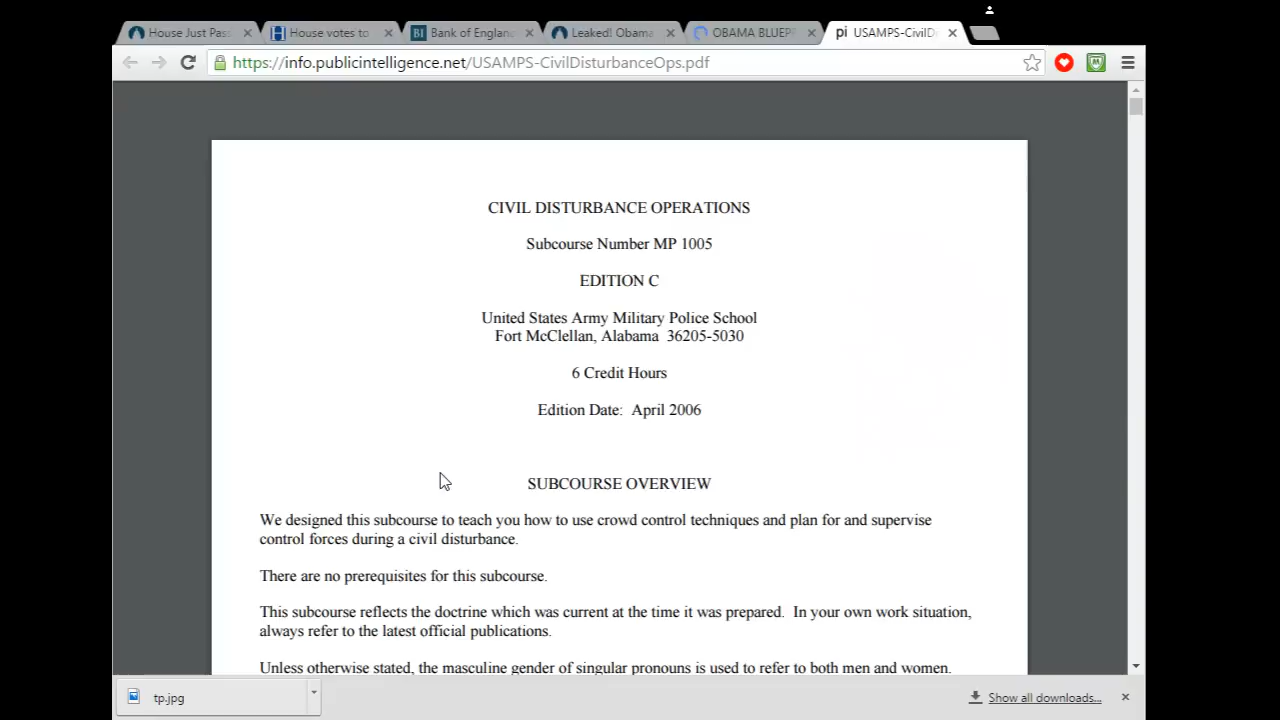 House Just Pas
House votes to
Bank of England
Leaked! Obama
OBAMA BLUEP
pi USAMPS-CivilD
https://info.publicintelligence.net/USAMPS-CivilDisturbanceOps.pdf
CIVIL DISTURBANCE OPERATIONS
Subcourse Number MP 1005
EDITION C
United States Army Military Police School
Fort McClellan, Alabama 36205-5030
6 Credit Hours
Edition Date: April 2006
SUBCOURSE OVERVIEW
We designed this subcourse to teach you how to use crowd control techniques and plan for and supervise
control forces during a civil disturbance.
There are no prerequisites for this subcourse.
This subcourse reflects the doctrine which was current at the time it was prepared. In your own work situation,
always refer to the latest official publications.
Unless otherwise stated, the masculine gender of singular pronouns is used to refer to both men and women.
tp.jpg
Show all downloads...